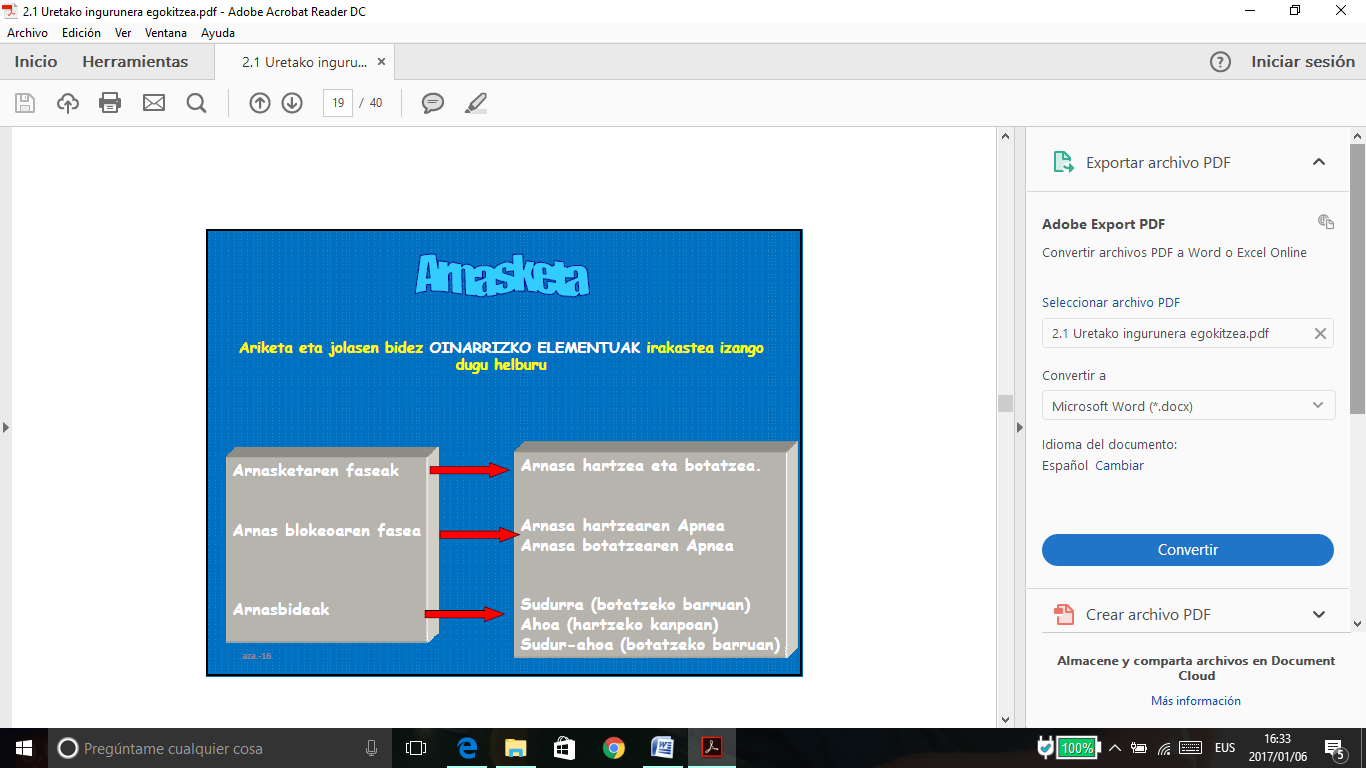 2.1 Uretako ingurunera egokitzea.pdf - Adobe Acrobat Reader DC
Archivo Edición Ver Ventana Ayuda
Inicio Herramientas 2.1 Uretako inguru... × ? Iniciar sesión
19 / 40
Exportar archivo PDF
Adobe Export PDF
Convertir archivos PDF a Word o Excel Online
Seleccionar archivo PDF
2.1 Uretako ingurunera egokitzea.pdf
Convertir a
Microsoft Word (*.docx)
Idioma del documento:
Español Cambiar
Convertir
Crear archivo PDF
Almacene y comparta archivos en Document
Cloud
Más información
Arnasketa
Ariketa eta jolasen bidez OINARRIZKO ELEMENTUAK irakastea izango
dugu helburu
Arnasketaren faseak
Arnasa hartzea eta botatzea.
Arnas blokeoaren fasea
Arnasa hartzearen Apnea
Arnasa botatzearen Apnea
Arnasbideak
Sudurra (botatzeko barruan)
Ahoa (hartzeko kanpoan)
Sudur-ahoa (botatzeko barruan)
aza.-16
Pregúntame cualquier cosa
100% EUS 16:33
2017/01/06 5